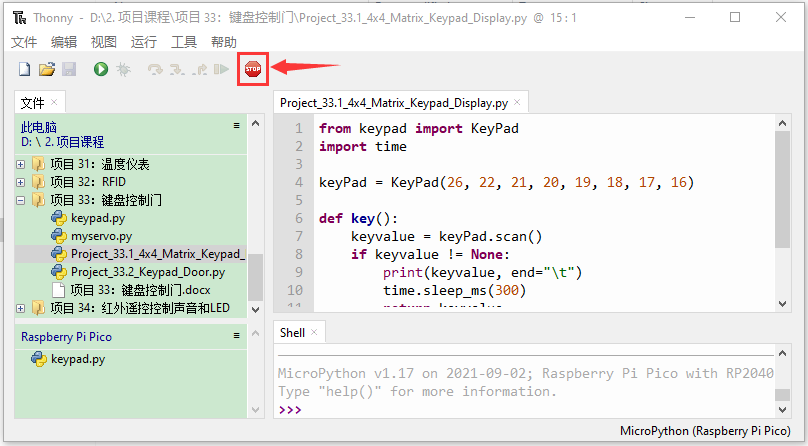 Thonny - D:\2. 项目课程\项目 33：键盘控制门\Project_33.1_4x4_Matrix_Keypad_Display.py @ 15 : 1
文件 编辑 视图 运行 工具 帮助
STOP
文件
此电脑
D: \ 2. 项目课程
项目 31：温度仪表
项目 32：RFID
项目 33：键盘控制门
keypad.py
myservo.py
Project_33.1_4x4_Matrix_Keypad_
Project_33.2_Keypad_Door.py
项目 33：键盘控制门.docx
项目 34：红外遥控控制声音和LED
Raspberry Pi Pico
keypad.py
Project_33.1_4x4_Matrix_Keypad_Display.py
1 from keypad import KeyPad
2 import time
3
4 keyPad = KeyPad(26, 22, 21, 20, 19, 18, 17, 16)
5
6 def key():
7 keyvalue = keyPad.scan()
8 if keyvalue != None:
9 print(keyvalue, end="\t")
10 time.sleep_ms(300)
11 return keyvalue
Shell
MicroPython v1.17 on 2021-09-02; Raspberry Pi Pico with RP2040
Type "help()" for more information.
>>>
MicroPython (Raspberry Pi Pico)